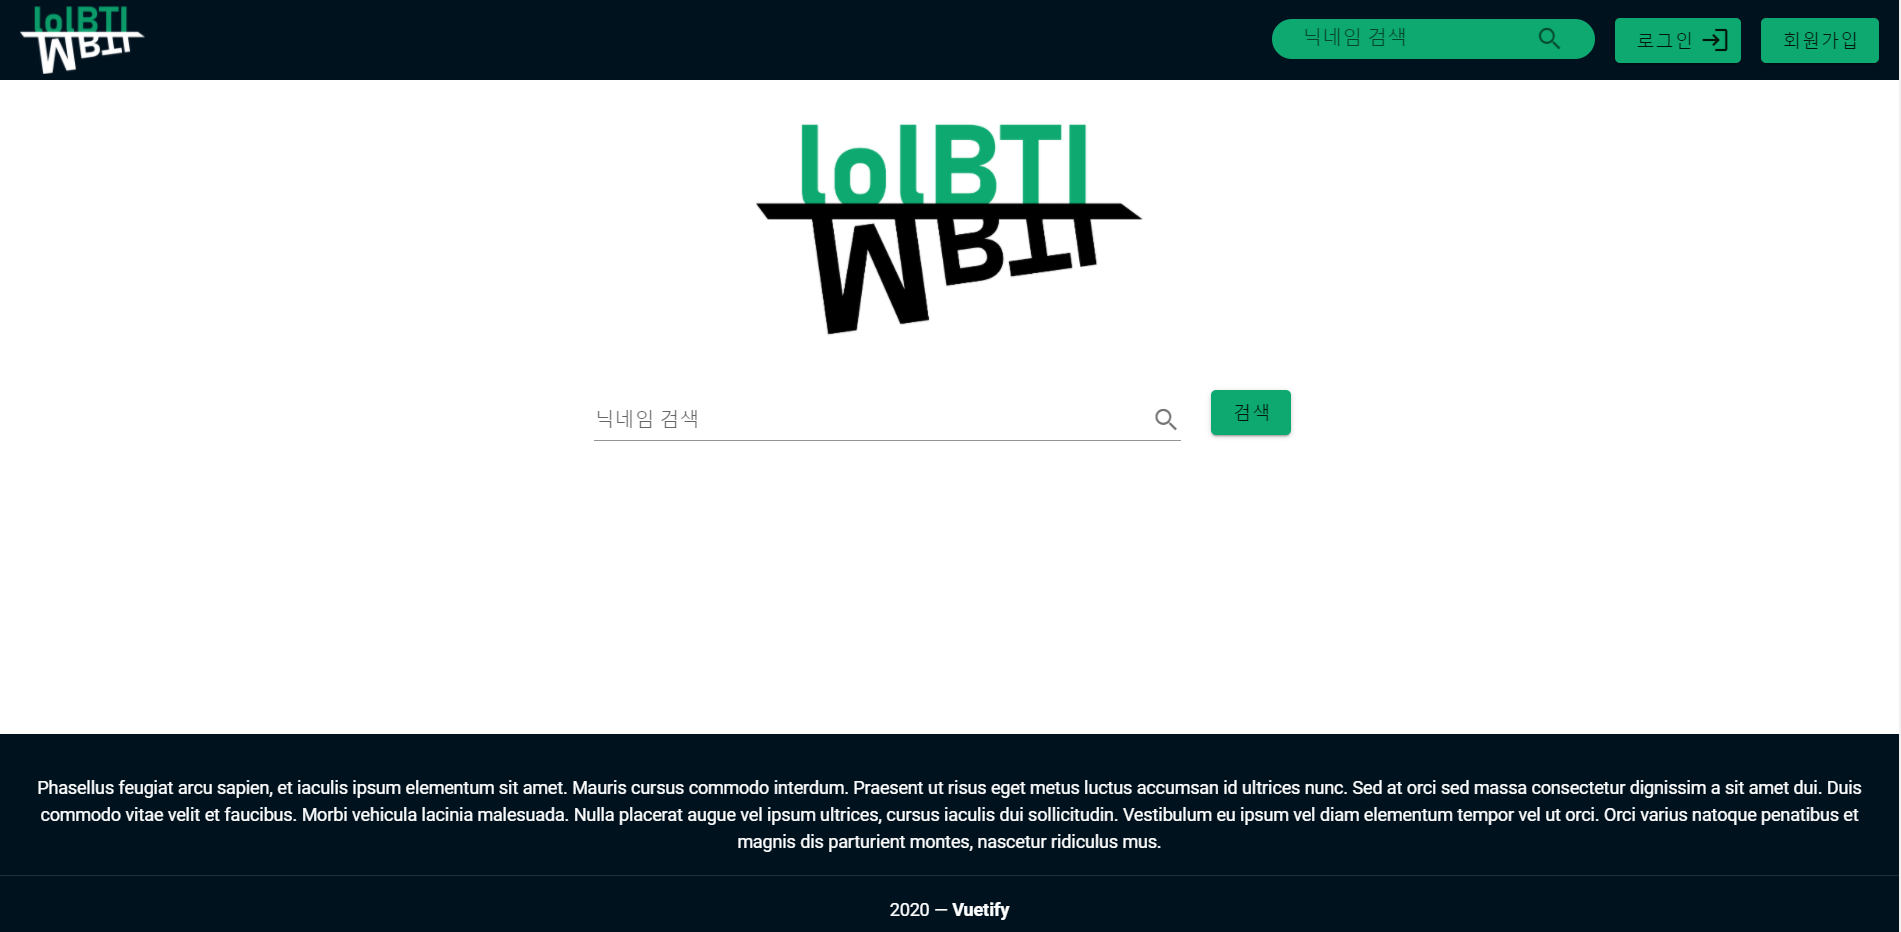 lolBTI
MBTI
닉네임 검색
로그인
회원가입
lolBTI
MBTI
닉네임 검색
검색
Phasellus feugiat arcu sapien, et iaculis ipsum elementum sit amet. Mauris cursus commodo interdum. Praesent ut risus eget metus luctus accumsan id ultrices nunc. Sed at orci sed massa consectetur dignissim a sit amet dui. Duis
commodo vitae velit et faucibus. Morbi vehicula lacinia malesuada. Nulla placerat augue vel ipsum ultrices, cursus iaculis dui sollicitudin. Vestibulum eu ipsum vel diam elementum tempor vel ut orci. Orci varius natoque penatibus et
magnis dis parturient montes, nascetur ridiculus mus.
2020 — Vuetify